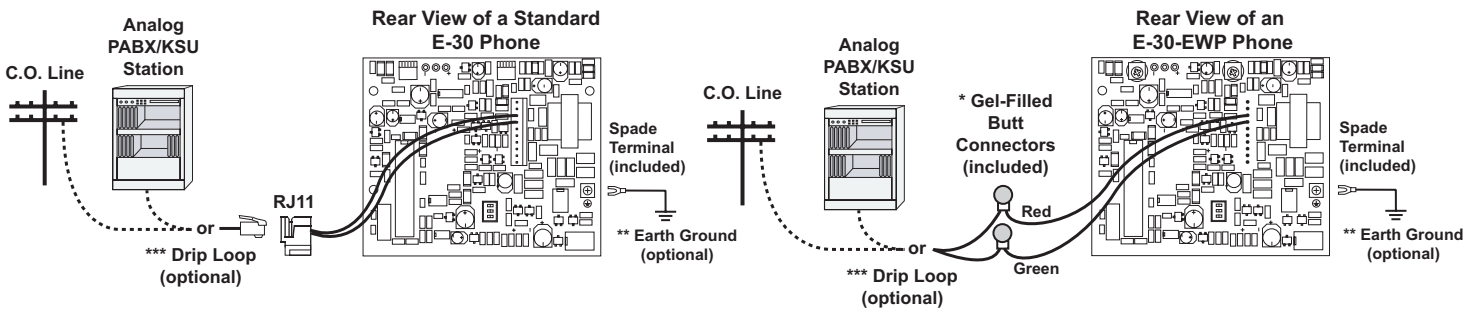 Analog
PABX/KSU
Station
C.O. Line
Rear View of a Standard
E-30 Phone
Spade
Terminal
(included)
RJ11
or
*** Drip Loop
(optional)
** Earth Ground
(optional)
Analog
PABX/KSU
Station
C.O. Line
* Gel-Filled
Butt
Connectors
(included)
Rear View of an
E-30-EWP Phone
Spade
Terminal
(included)
Red
or
Green
*** Drip Loop
(optional)
** Earth Ground
(optional)